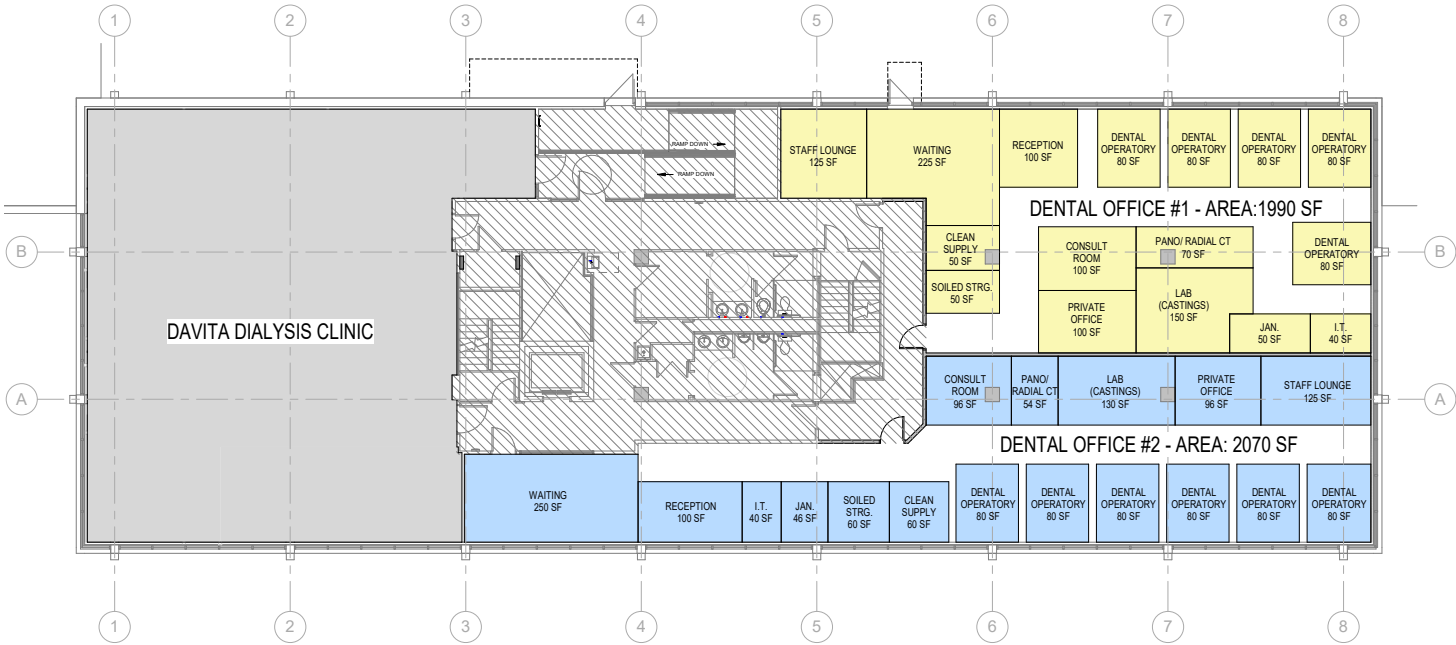 1 2 3 4 5 6 7 8
RAMP DOWN
RAMP DOWN
STAFF LOUNGE
125 SF
WAITING
225 SF
RECEPTION
100 SF
DENTAL
OPERATORY
80 SF
DENTAL
OPERATORY
80 SF
DENTAL
OPERATORY
80 SF
DENTAL
OPERATORY
80 SF
DENTAL OFFICE #1 - AREA:1990 SF
B
CLEAN
SUPPLY
50 SF
SOILED STRG.
50 SF
CONSULT
ROOM
100 SF
PRIVATE
OFFICE
100 SF
PANO/ RADIAL CT
70 SF
LAB
(CASTINGS)
150 SF
DENTAL
OPERATORY
80 SF
B
JAN.
50 SF
I.T.
40 SF
DAVITA DIALYSIS CLINIC
A
CONSULT
ROOM
96 SF
PANO/
RADIAL CT
54 SF
LAB
(CASTINGS)
130 SF
PRIVATE
OFFICE
96 SF
STAFF LOUNGE
125 SF
A
DENTAL OFFICE #2 - AREA: 2070 SF
WAITING
250 SF
RECEPTION
100 SF
I.T.
40 SF
JAN.
46 SF
SOILED
STRG.
60 SF
CLEAN
SUPPLY
60 SF
DENTAL
OPERATORY
80 SF
DENTAL
OPERATORY
80 SF
DENTAL
OPERATORY
80 SF
DENTAL
OPERATORY
80 SF
DENTAL
OPERATORY
80 SF
DENTAL
OPERATORY
80 SF
1 2 3 4 5 6 7 8